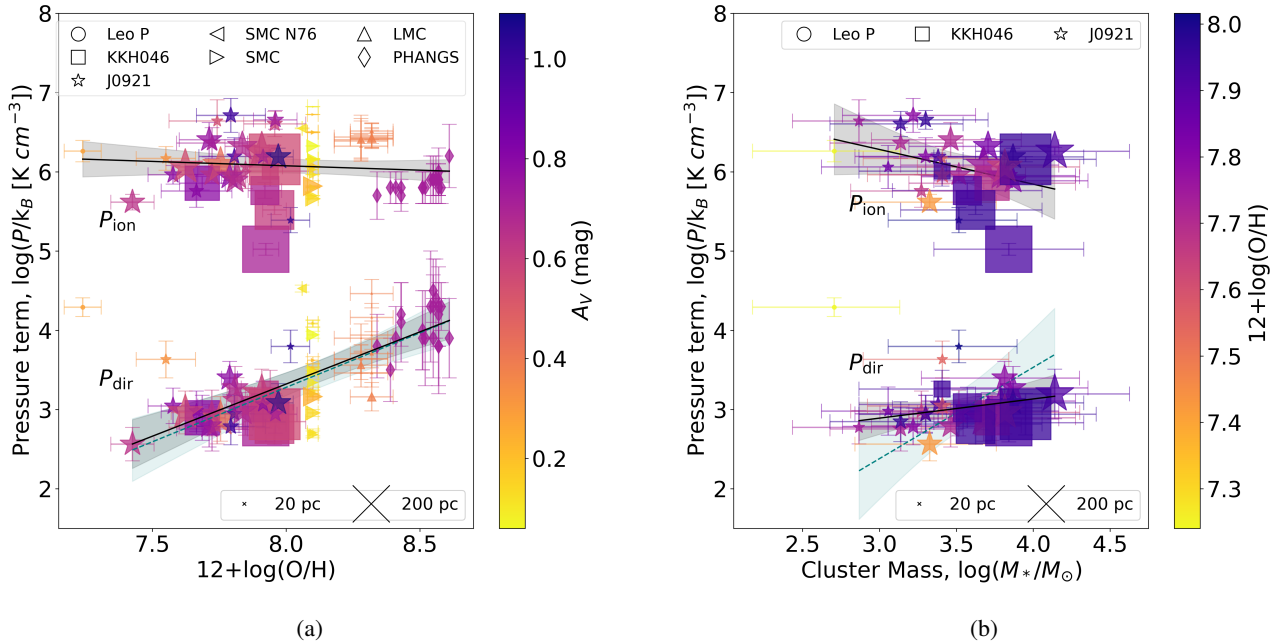 8
7
6
5
4
3
2
Pressure term, log(P/k_B [K cm^{-3}])
Leo P
KKH046
J0921
SMC N76
SMC
LMC
PHANGS
P_ion
P_dir
20 pc
200 pc
7.5
8.0
8.5
12+log(O/H)
1.0
0.8
0.6
0.4
0.2
A_V (mag)
(a)
8
7
6
5
4
3
2
Pressure term, log(P/k_B [K cm^{-3}])
Leo P
KKH046
J0921
P_ion
P_dir
20 pc
200 pc
2.5
3.0
3.5
4.0
4.5
Cluster Mass, log(M_*/M_⊙)
8.0
7.9
7.8
7.7
7.6
7.5
7.4
7.3
12+log(O/H)
(b)